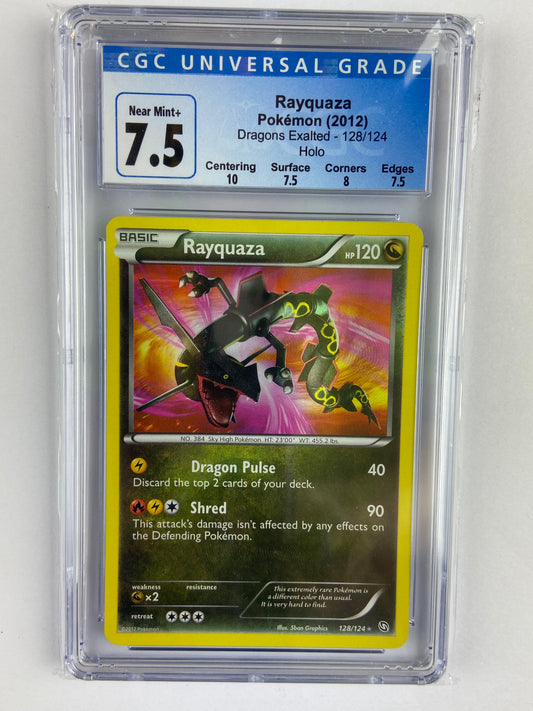 CGC UNIVERSAL GRADE
Near Mint+
7.5
Rayquaza
Pokémon (2012)
Dragons Exalted - 128/124
Holo
Centering Surface Corners Edges
10 7.5 8 7.5
BASIC Rayquaza HP120
NO. 384 Sky High Pokémon. HT: 23'00" WT: 455.2 lbs.
Dragon Pulse 40
Discard the top 2 cards of your deck.
Shred 90
This attack's damage isn't affected by any effects on
the Defending Pokémon.
weakness resistance
×2
retreat
This extremely rare Pokémon is
a different color than usual.
It is very hard to find.
©2012 Pokémon Illus. 5ban Graphics 128/124